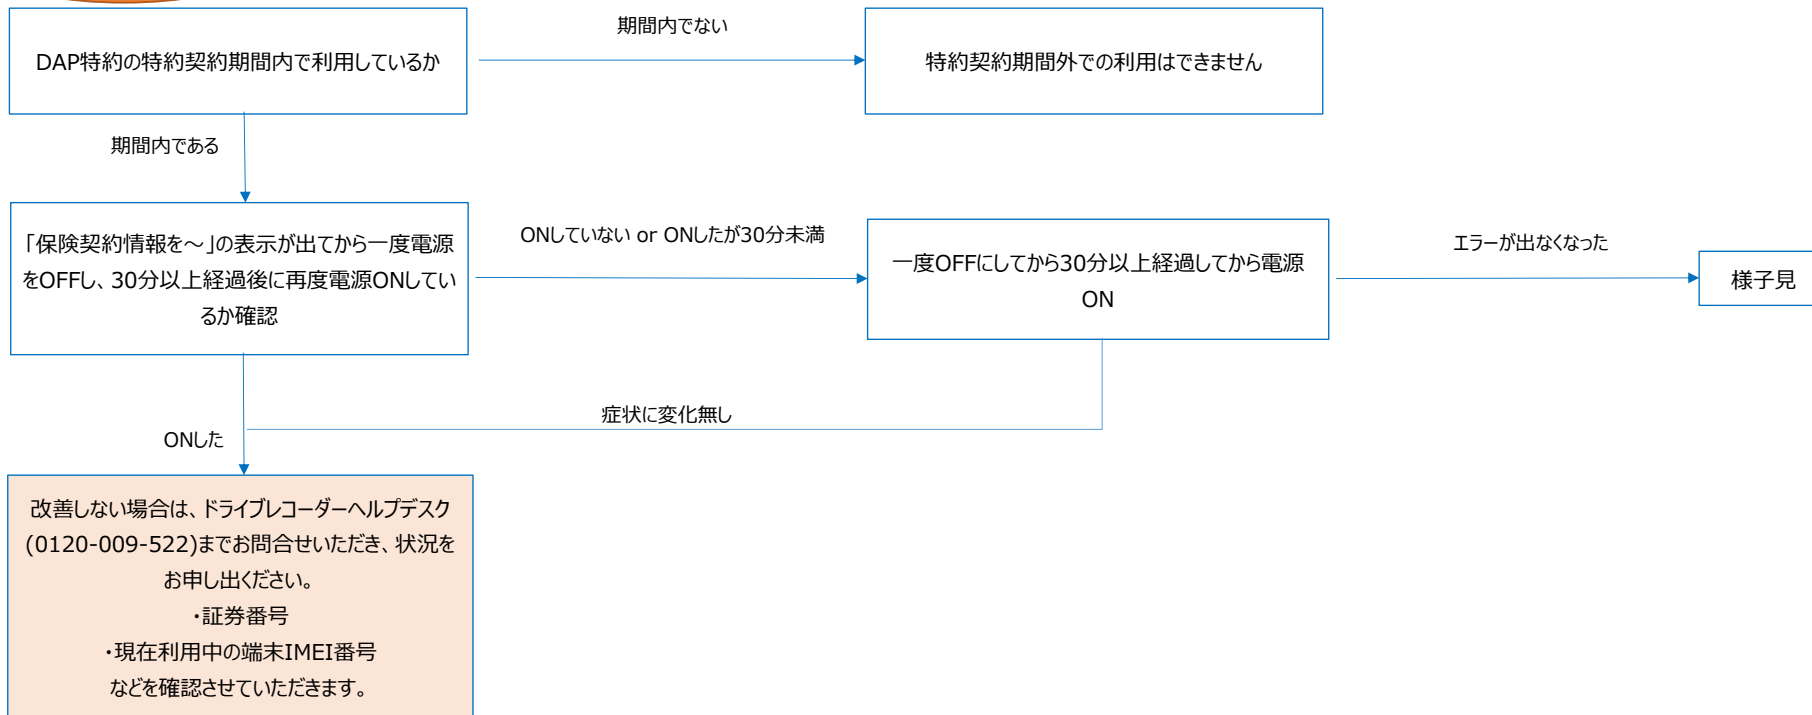 DAP特約の特約契約期間内で利用しているか
期間内でない
特約契約期間外での利用はできません
期間内である
「保険契約情報を～」の表示が出てから一度電源
をOFFし、30分以上経過後に再度電源ONしてい
るか確認
ONしていない or ONしたが30分未満
一度OFFにしてから30分以上経過してから電源
ON
エラーが出なくなった
様子見
症状に変化無し
ONした
改善しない場合は、ドライブレコーダーヘルプデスク
(0120-009-522)までお問合せいただき、状況を
お申し出ください。
・証券番号
・現在利用中の端末IMEI番号
などを確認させていただきます。